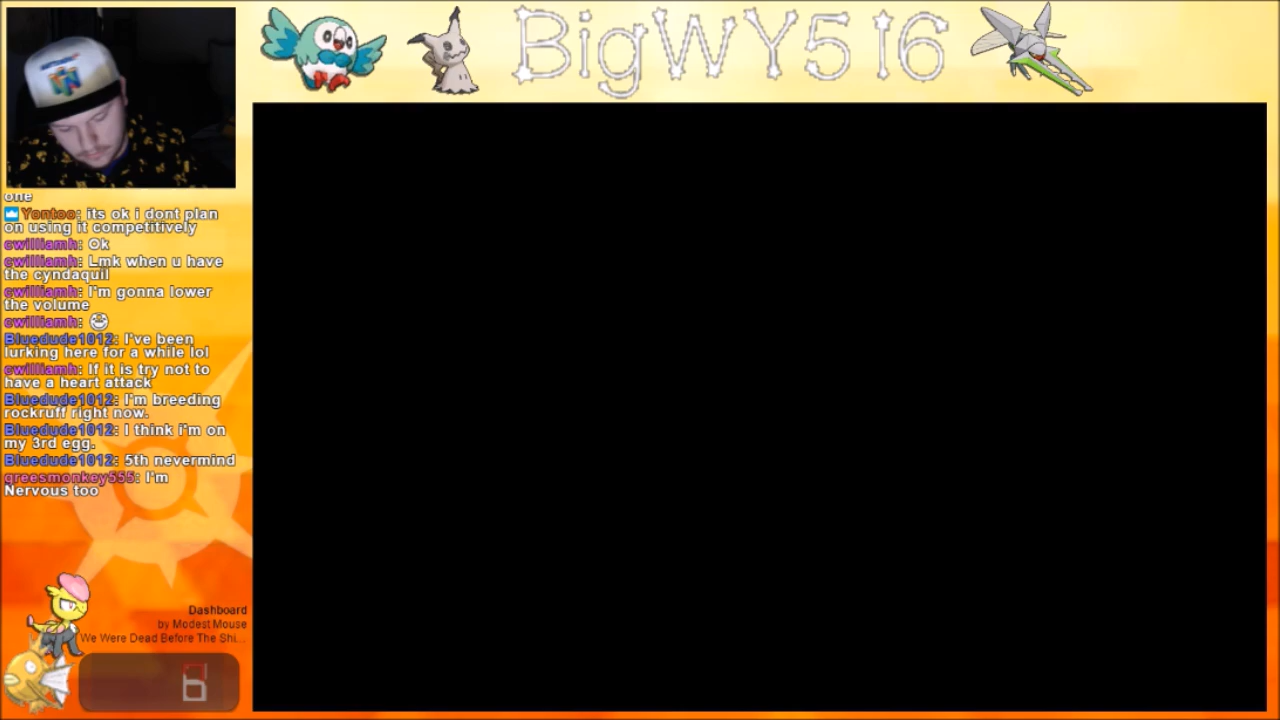 BigWY516
one
Yontoo: its ok i dont plan
on using it competitively
cwilliamh: Ok
cwilliamh: Lmk when u have
the cyndaquil
cwilliamh: I'm gonna lower
the volume
cwilliamh:
Bluedude1012: I've been
lurking here for a while lol
cwilliamh: If it is try not to
have a heart attack
Bluedude1012: I'm breeding
rockruff right now.
Bluedude1012: I think i'm on
my 3rd egg.
Bluedude1012: 5th nevermind
greesmonkey555: I'm
Nervous too
Dashboard
by Modest Mouse
We Were Dead Before The Shi...